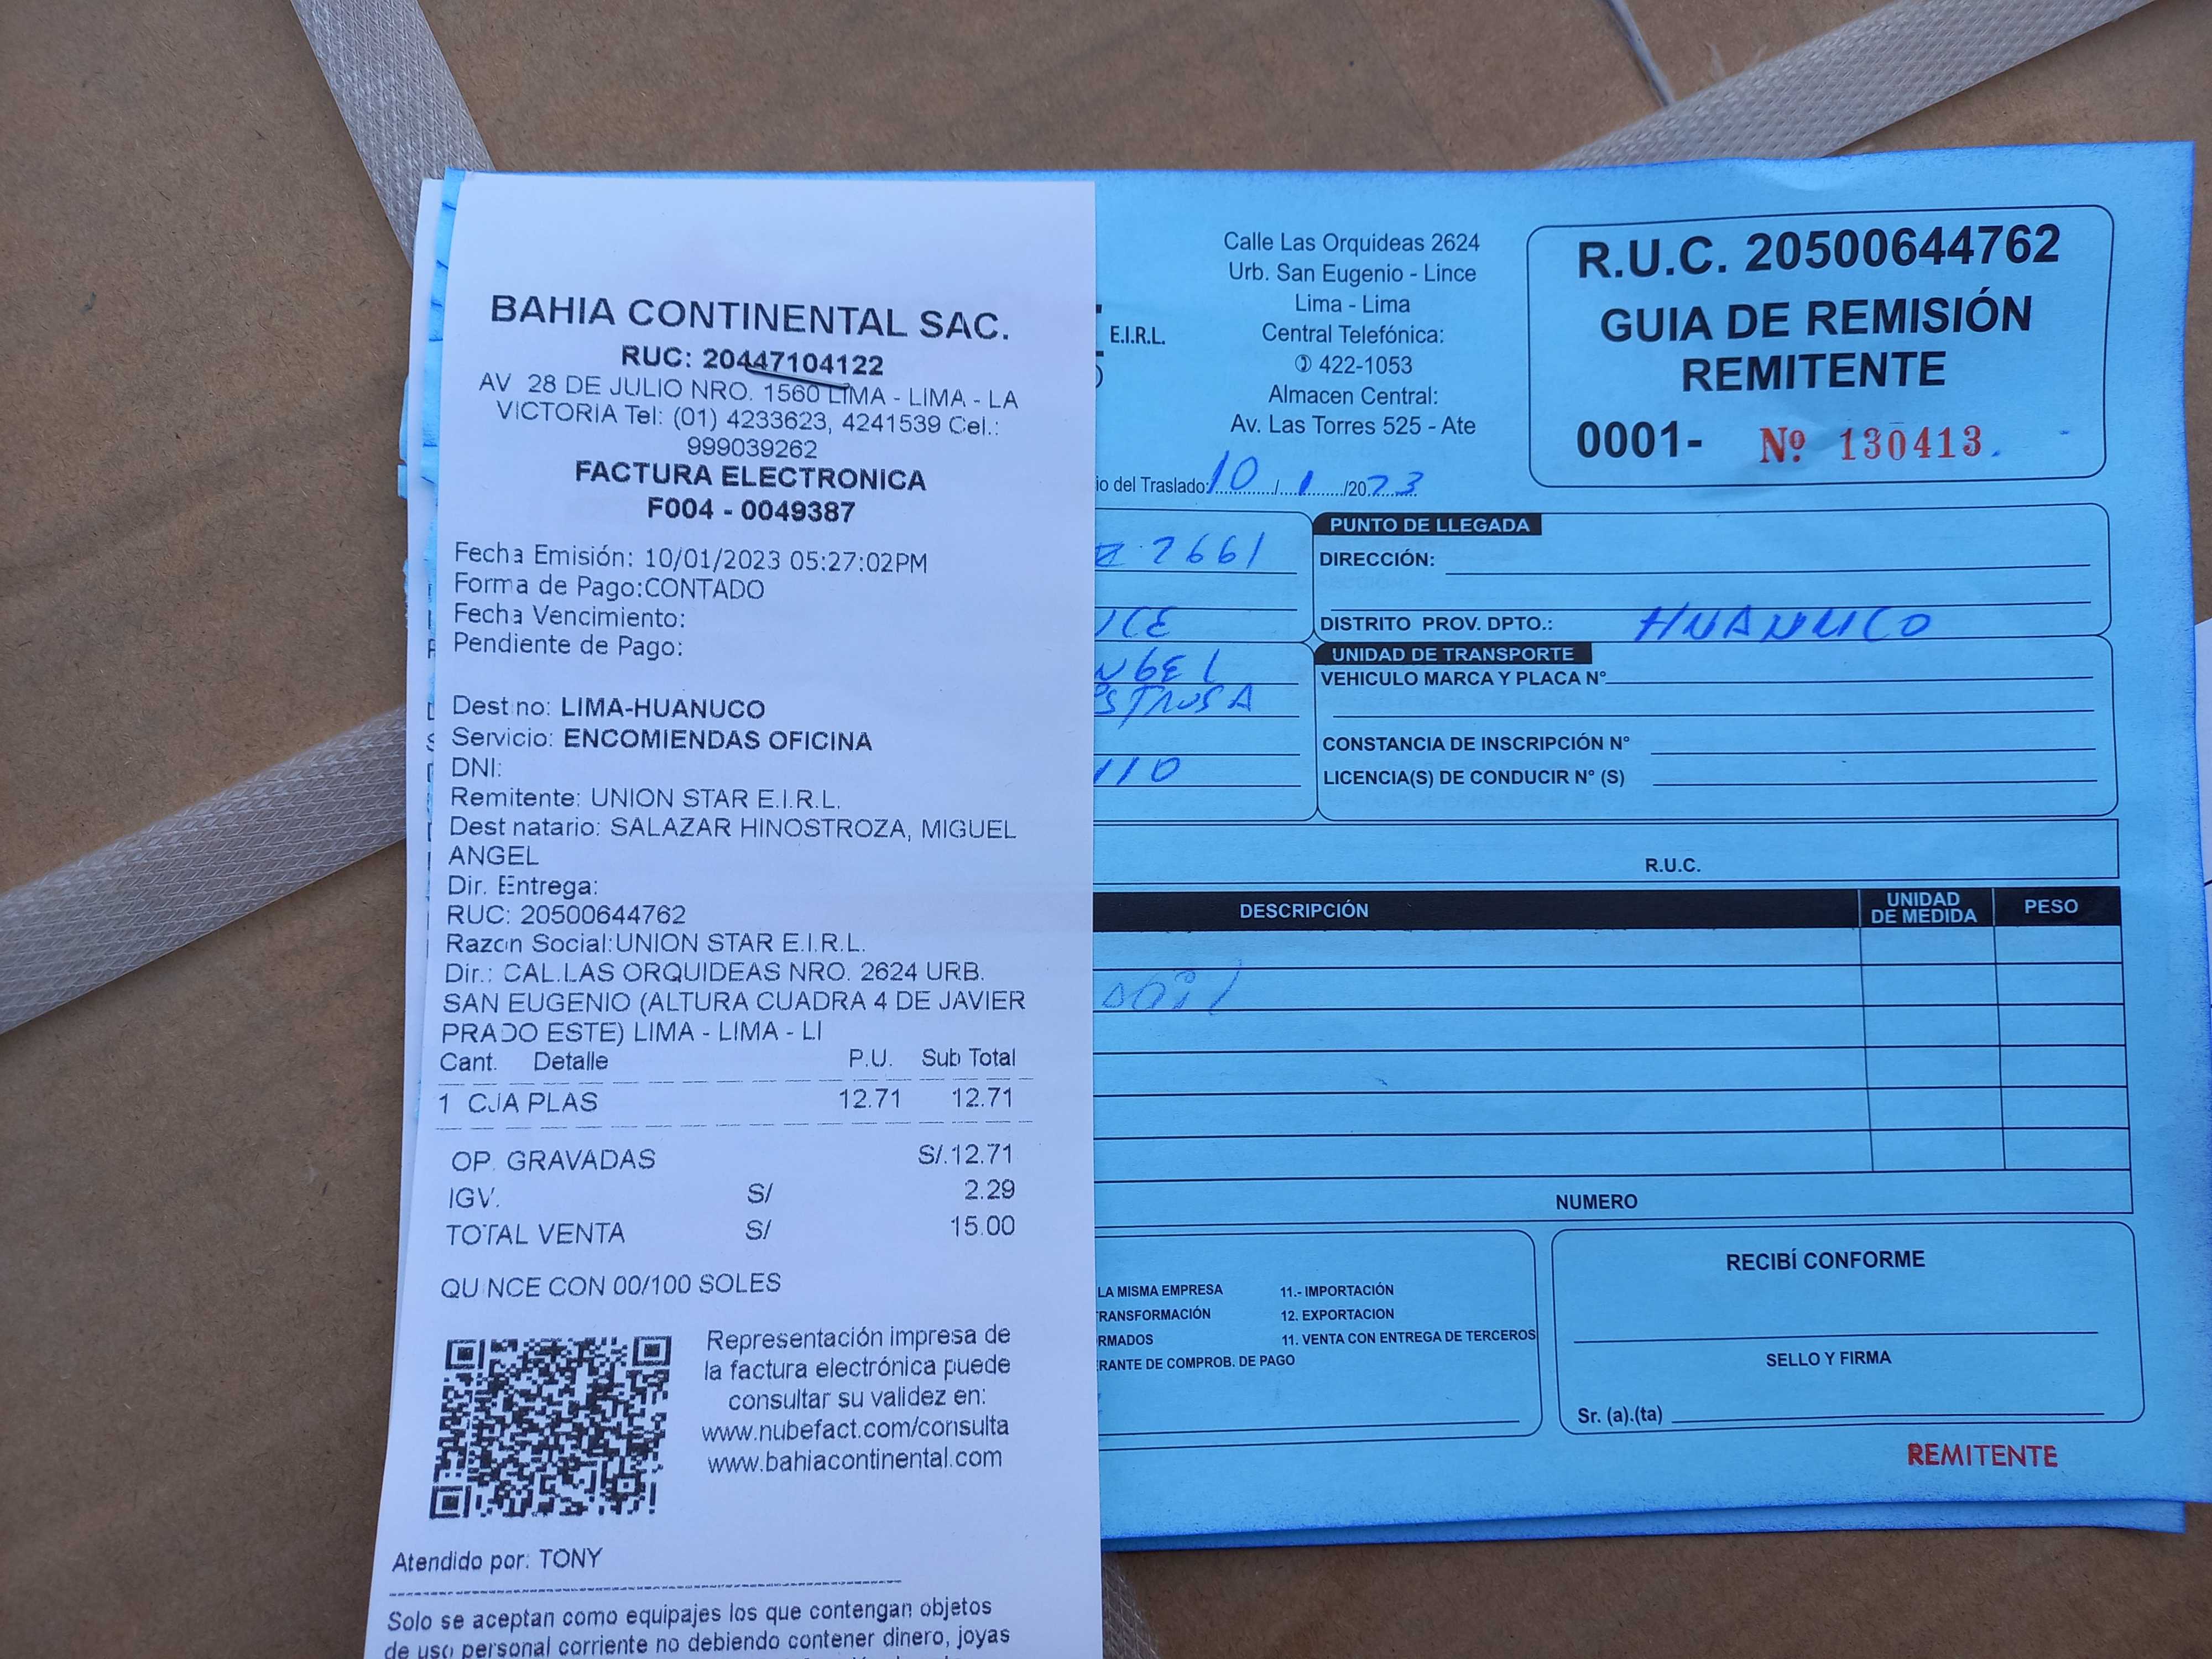 BAHIA CONTINENTAL SAC.
RUC: 20447104122
AV 28 DE JULIO NRO. 1560 LIMA - LIMA - LA
VICTORIA Tel: (01) 4233623, 4241539 Cel.:
999039262
FACTURA ELECTRONICA
F004 - 0049387
Fecha Emisión: 10/01/2023 05:27:02PM
Forma de Pago:CONTADO
Fecha Vencimiento:
Pendiente de Pago:
Destino: LIMA-HUANUCO
Servicio: ENCOMIENDAS OFICINA
DNI:
Remitente: UNION STAR E.I.R.L.
Destinatario: SALAZAR HINOSTROZA, MIGUEL
ANGEL
Dir. Entrega:
RUC: 20500644762
Razon Social:UNION STAR E.I.R.L.
Dir.: CAL.LAS ORQUIDEAS NRO. 2624 URB.
SAN EUGENIO (ALTURA CUADRA 4 DE JAVIER
PRADO ESTE) LIMA - LIMA - LI
Cant. Detalle P.U. Sub Total
1 CJA PLAS 12.71 12.71
OP. GRAVADAS S/.12.71
IGV. S/ 2.29
TOTAL VENTA S/ 15.00
QUINCE CON 00/100 SOLES
Representación impresa de
la factura electrónica puede
consultar su validez en:
www.nubefact.com/consulta
www.bahiacontinental.com
Atendido por: TONY
Solo se aceptan como equipajes los que contengan objetos
de uso personal corriente no debiendo contener dinero, joyas
E.I.R.L.
Calle Las Orquideas 2624
Urb. San Eugenio - Lince
Lima - Lima
Central Telefónica:
✆ 422-1053
Almacen Central:
Av. Las Torres 525 - Ate
R.U.C. 20500644762
GUIA DE REMISIÓN
REMITENTE
0001- Nº 130413
io del Traslado: 10 / 1 /2023
2661
PUNTO DE LLEGADA
DIRECCIÓN:
DISTRITO PROV. DPTO.: HUANUCO
UNIDAD DE TRANSPORTE
VEHICULO MARCA Y PLACA N°
CONSTANCIA DE INSCRIPCIÓN N°
LICENCIA(S) DE CONDUCIR N° (S)
110
R.U.C.
DESCRIPCIÓN UNIDAD DE MEDIDA PESO
NUMERO
LA MISMA EMPRESA 11.- IMPORTACIÓN
RANSFORMACIÓN 12. EXPORTACION
RMADOS 11. VENTA CON ENTREGA DE TERCEROS
RANTE DE COMPROB. DE PAGO
RECIBÍ CONFORME
SELLO Y FIRMA
Sr. (a).(ta)
REMITENTE